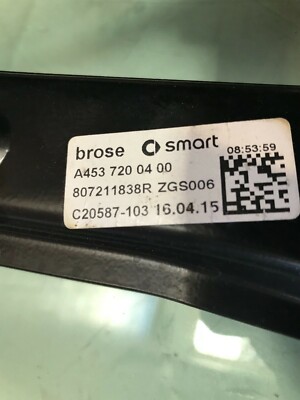 brose smart 08:53:59
A453 720 04 00
807211838R ZGS006
C20587-103 16.04.15